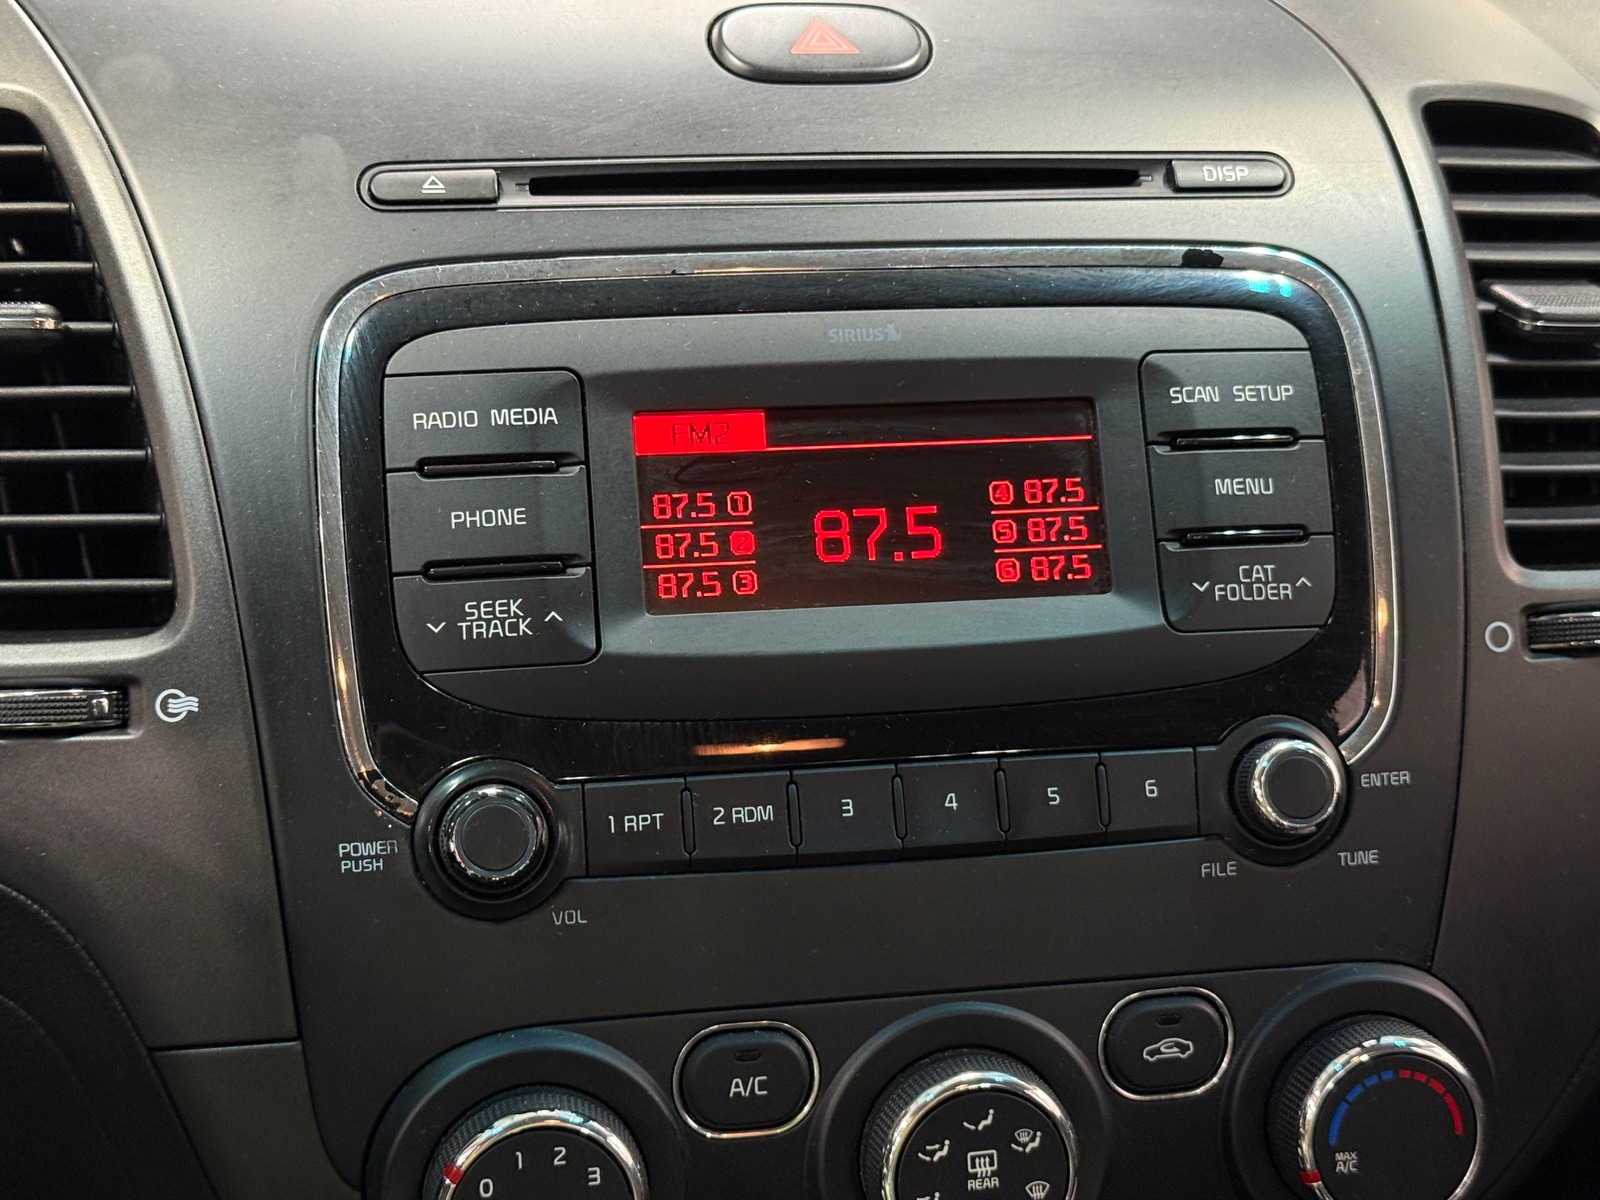 DISP
SIRIUS
RADIO MEDIA
PHONE
SEEK
TRACK
FM2
87.5 1
87.5 2
87.5 3
87.5
4 87.5
5 87.5
6 87.5
SCAN SETUP
MENU
CAT
FOLDER
POWER
PUSH
VOL
1 RPT
2 RDM
3
4
5
6
ENTER
FILE
TUNE
A/C
0 1 2 3
REAR
MAX
A/C